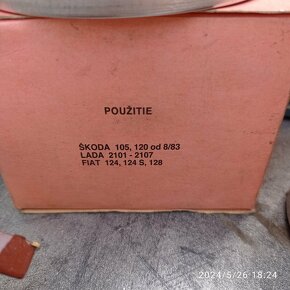 POUŽITIE
ŠKODA 105, 120 od 8/83
LADA 2101 - 2107
FIAT 124, 124 S, 128
2024/5/26 18:24